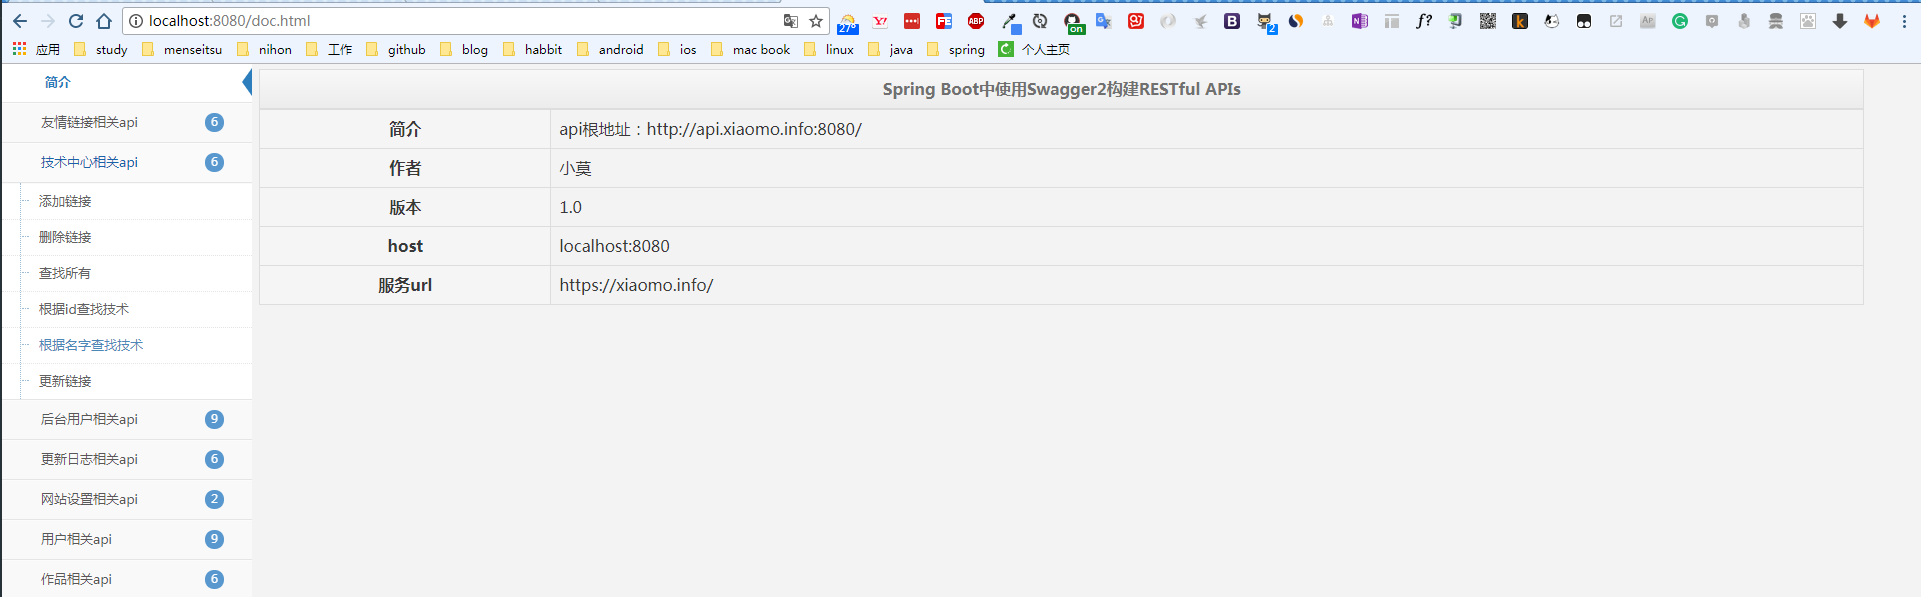 localhost:8080/doc.html
27°
on
2
应用 study menseitsu nihon 工作 github blog habbit android ios mac book linux java spring 个人主页
简介
友情链接相关api 6
技术中心相关api 6
添加链接
删除链接
查找所有
根据id查找技术
根据名字查找技术
更新链接
后台用户相关api 9
更新日志相关api 6
网站设置相关api 2
用户相关api 9
作品相关api 6
Spring Boot中使用Swagger2构建RESTful APIs
简介 api根地址：http://api.xiaomo.info:8080/
作者 小莫
版本 1.0
host localhost:8080
服务url https://xiaomo.info/